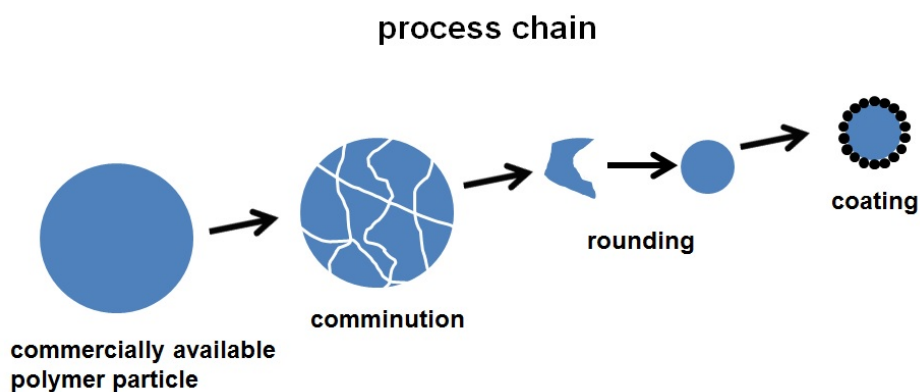 process chain
coating
rounding
comminution
commercially available
polymer particle